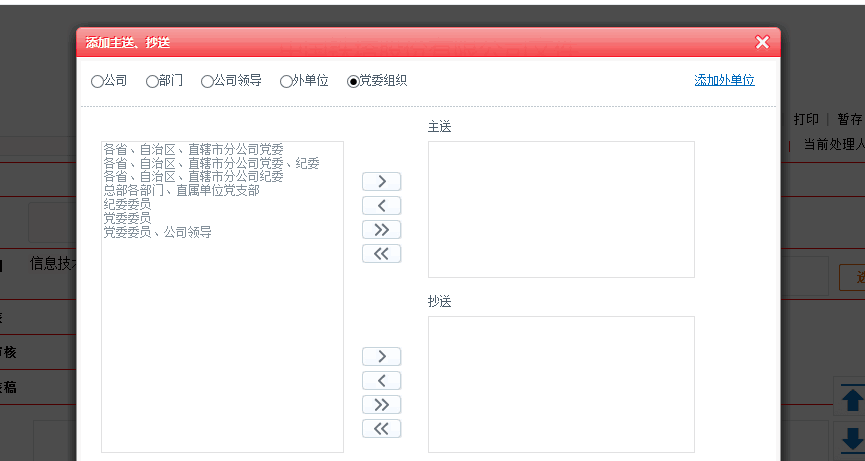 添加主送、抄送
公司 部门 公司领导 外单位 党委组织 添加外单位
打印 | 暂存
主送
| 当前处理人
各省、自治区、直辖市分公司党委
各省、自治区、直辖市分公司党委、纪委
各省、自治区、直辖市分公司纪委
总部各部门、直属单位党支部
纪委委员
党委委员
党委委员、公司领导
信息技
抄送
核
稿